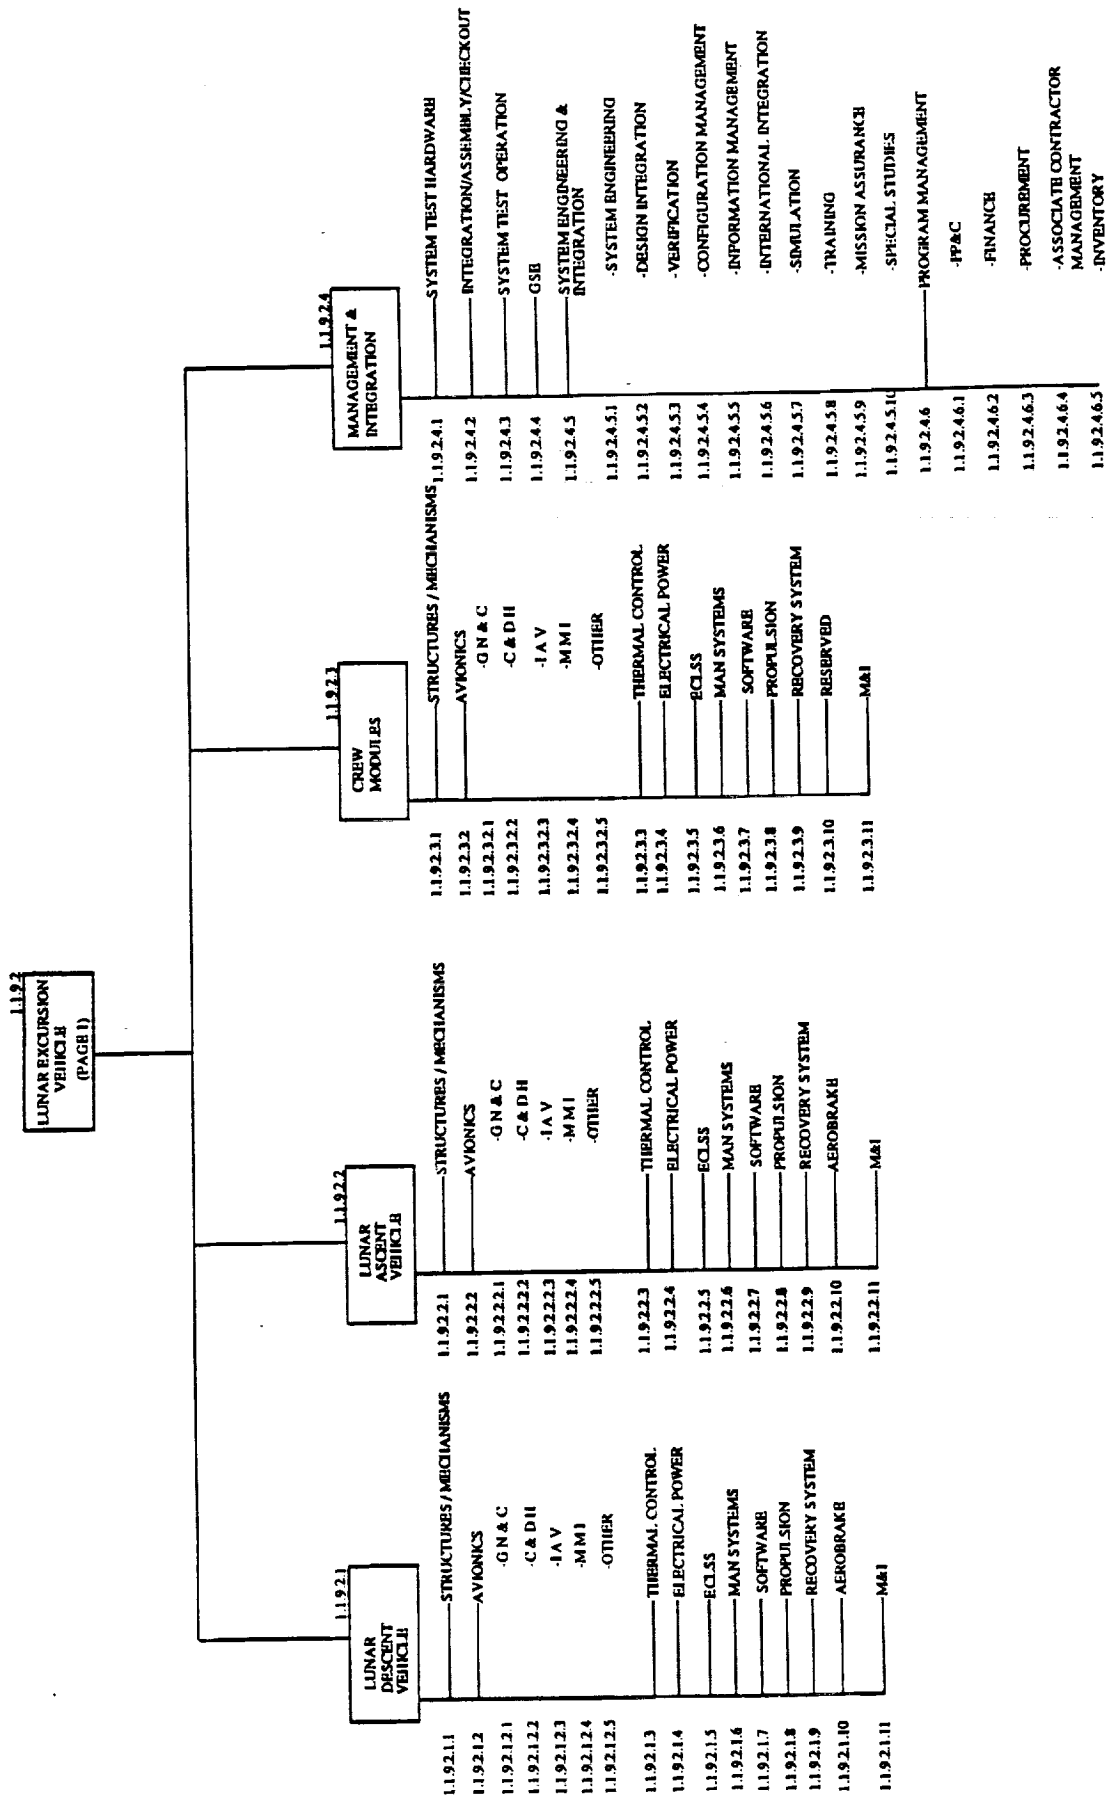 1.1.9.2
LUNAR EXCURSION
VEHICLE
(PAGE 1)
1.1.9.2.1
LUNAR
DESCENT
VEHICLE
1.1.9.2.1.1 STRUCTURES / MECHANISMS
1.1.9.2.1.2 AVIONICS
1.1.9.2.1.2.1 -G N & C
1.1.9.2.1.2.2 -C & D H
1.1.9.2.1.2.3 -I A V
1.1.9.2.1.2.4 -M M I
1.1.9.2.1.2.5 -OTHER
1.1.9.2.1.3 THERMAL CONTROL
1.1.9.2.1.4 ELECTRICAL POWER
1.1.9.2.1.5 ECLSS
1.1.9.2.1.6 MAN SYSTEMS
1.1.9.2.1.7 SOFTWARE
1.1.9.2.1.8 PROPULSION
1.1.9.2.1.9 RECOVERY SYSTEM
1.1.9.2.1.10 AEROBRAKE
1.1.9.2.1.11 M&I
1.1.9.2.2
LUNAR
ASCENT
VEHICLE
1.1.9.2.2.1 STRUCTURES / MECHANISMS
1.1.9.2.2.2 AVIONICS
1.1.9.2.2.2.1 -G N & C
1.1.9.2.2.2.2 -C & D H
1.1.9.2.2.2.3 -I A V
1.1.9.2.2.2.4 -M M I
1.1.9.2.2.2.5 -OTHER
1.1.9.2.2.3 THERMAL CONTROL
1.1.9.2.2.4 ELECTRICAL POWER
1.1.9.2.2.5 ECLSS
1.1.9.2.2.6 MAN SYSTEMS
1.1.9.2.2.7 SOFTWARE
1.1.9.2.2.8 PROPULSION
1.1.9.2.2.9 RECOVERY SYSTEM
1.1.9.2.2.10 AEROBRAKE
1.1.9.2.2.11 M&I
1.1.9.2.3
CREW
MODULES
1.1.9.2.3.1 STRUCTURES / MECHANISMS
1.1.9.2.3.2 AVIONICS
1.1.9.2.3.2.1 -G N & C
1.1.9.2.3.2.2 -C & D H
1.1.9.2.3.2.3 -I A V
1.1.9.2.3.2.4 -M M I
1.1.9.2.3.2.5 -OTHER
1.1.9.2.3.3 THERMAL CONTROL
1.1.9.2.3.4 ELECTRICAL POWER
1.1.9.2.3.5 ECLSS
1.1.9.2.3.6 MAN SYSTEMS
1.1.9.2.3.7 SOFTWARE
1.1.9.2.3.8 PROPULSION
1.1.9.2.3.9 RECOVERY SYSTEM
1.1.9.2.3.10 RESERVED
1.1.9.2.3.11 M&I
1.1.9.2.4
MANAGEMENT &
INTEGRATION
1.1.9.2.4.1 SYSTEM TEST HARDWARE
1.1.9.2.4.2 INTEGRATION/ASSEMBLY/CHECKOUT
1.1.9.2.4.3 SYSTEM TEST OPERATION
1.1.9.2.4.4 GSE
1.1.9.2.4.5 SYSTEM ENGINEERING &
INTEGRATION
1.1.9.2.4.5.1 -SYSTEM ENGINEERING
1.1.9.2.4.5.2 -DESIGN INTEGRATION
1.1.9.2.4.5.3 -VERIFICATION
1.1.9.2.4.5.4 -CONFIGURATION MANAGEMENT
1.1.9.2.4.5.5 -INFORMATION MANAGEMENT
1.1.9.2.4.5.6 -INTERNATIONAL INTEGRATION
1.1.9.2.4.5.7 -SIMULATION
1.1.9.2.4.5.8 -TRAINING
1.1.9.2.4.5.9 -MISSION ASSURANCE
1.1.9.2.4.5.10 -SPECIAL STUDIES
1.1.9.2.4.6 PROGRAM MANAGEMENT
1.1.9.2.4.6.1 -PP&C
1.1.9.2.4.6.2 -FINANCE
1.1.9.2.4.6.3 -PROCUREMENT
1.1.9.2.4.6.4 -ASSOCIATE CONTRACTOR
MANAGEMENT
1.1.9.2.4.6.5 -INVENTORY